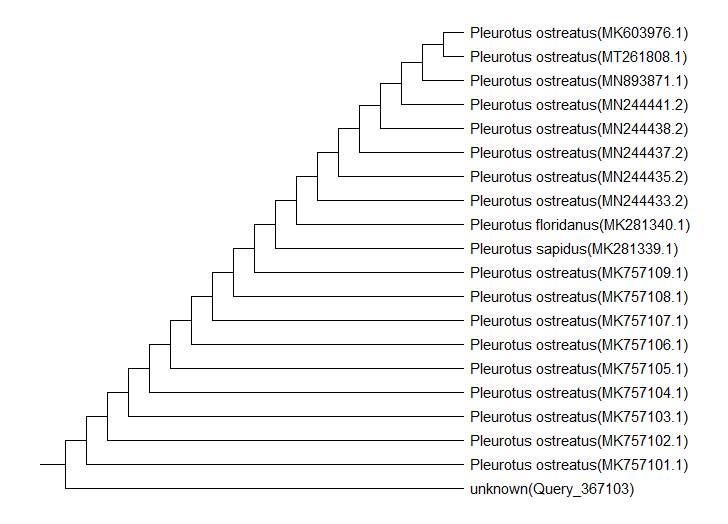 Pleurotus ostreatus(MK603976.1)
Pleurotus ostreatus(MT261808.1)
Pleurotus ostreatus(MN893871.1)
Pleurotus ostreatus(MN244441.2)
Pleurotus ostreatus(MN244438.2)
Pleurotus ostreatus(MN244437.2)
Pleurotus ostreatus(MN244435.2)
Pleurotus ostreatus(MN244433.2)
Pleurotus floridanus(MK281340.1)
Pleurotus sapidus(MK281339.1)
Pleurotus ostreatus(MK757109.1)
Pleurotus ostreatus(MK757108.1)
Pleurotus ostreatus(MK757107.1)
Pleurotus ostreatus(MK757106.1)
Pleurotus ostreatus(MK757105.1)
Pleurotus ostreatus(MK757104.1)
Pleurotus ostreatus(MK757103.1)
Pleurotus ostreatus(MK757102.1)
Pleurotus ostreatus(MK757101.1)
unknown(Query_367103)